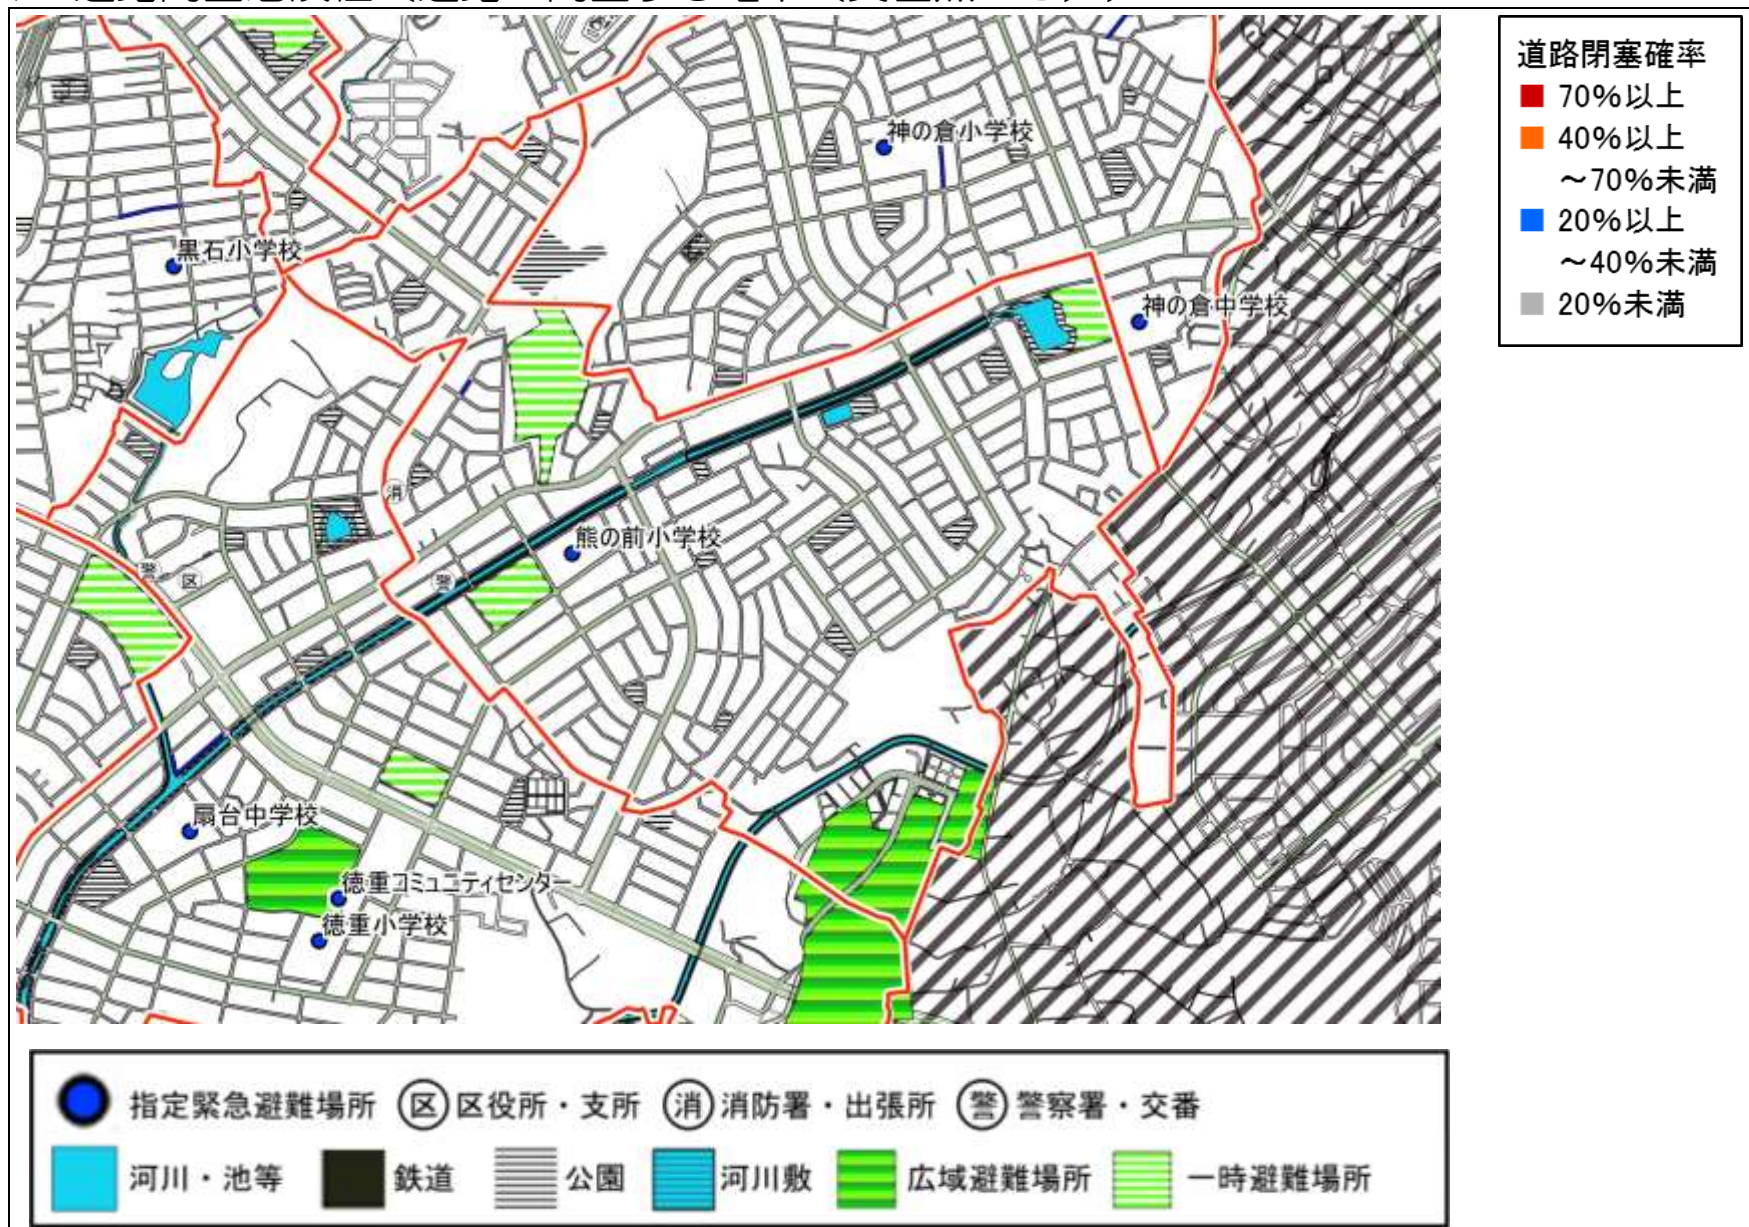 道路閉塞確率
70%以上
40%以上
～70%未満
20%以上
～40%未満
20%未満
神の倉小学校
黒石小学校
神の倉中学校
消
熊の前小学校
警
区
警
扇台中学校
徳重コミュニティセンター
徳重小学校
指定緊急避難場所 区 区役所・支所 消 消防署・出張所 警 警察署・交番
河川・池等 鉄道 公園 河川敷 広域避難場所 一時避難場所